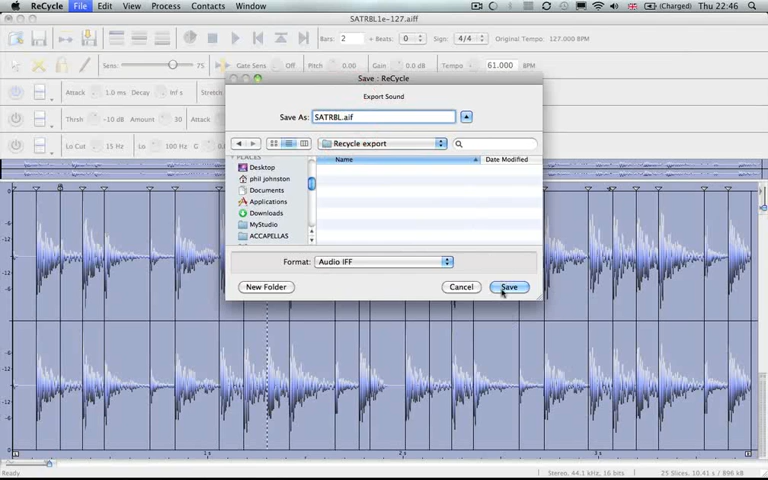 ReCycle File Edit View Process Contacts Window (Charged) Thu 22:46
SATRBL1e-127.aiff
Bars: 2 + Beats: 0 Sign: 4/4 Original Tempo: 127.000 BPM
Sens: 75 Gate Sens Off Pitch 0.00 Gain 0.0 dB Tempo 61.000
Attack 1.0 ms Decay Inf s Stretch
Thr -10 dB Amount 30
Lo Cut 15 Hz 100 Hz
Save : ReCycle
Export Sound
Save As: SATRBL.aif
Recycle export
PLACES
Name Date Modified
Desktop
phil johnston
Documents
Applications
Downloads
MyStudio
ACCAPELLAS
Format: Audio IFF
New Folder Cancel Save
Ready Stereo, 44.1 kHz, 16 bits 25 Slices, 10.41 s / 896 kB